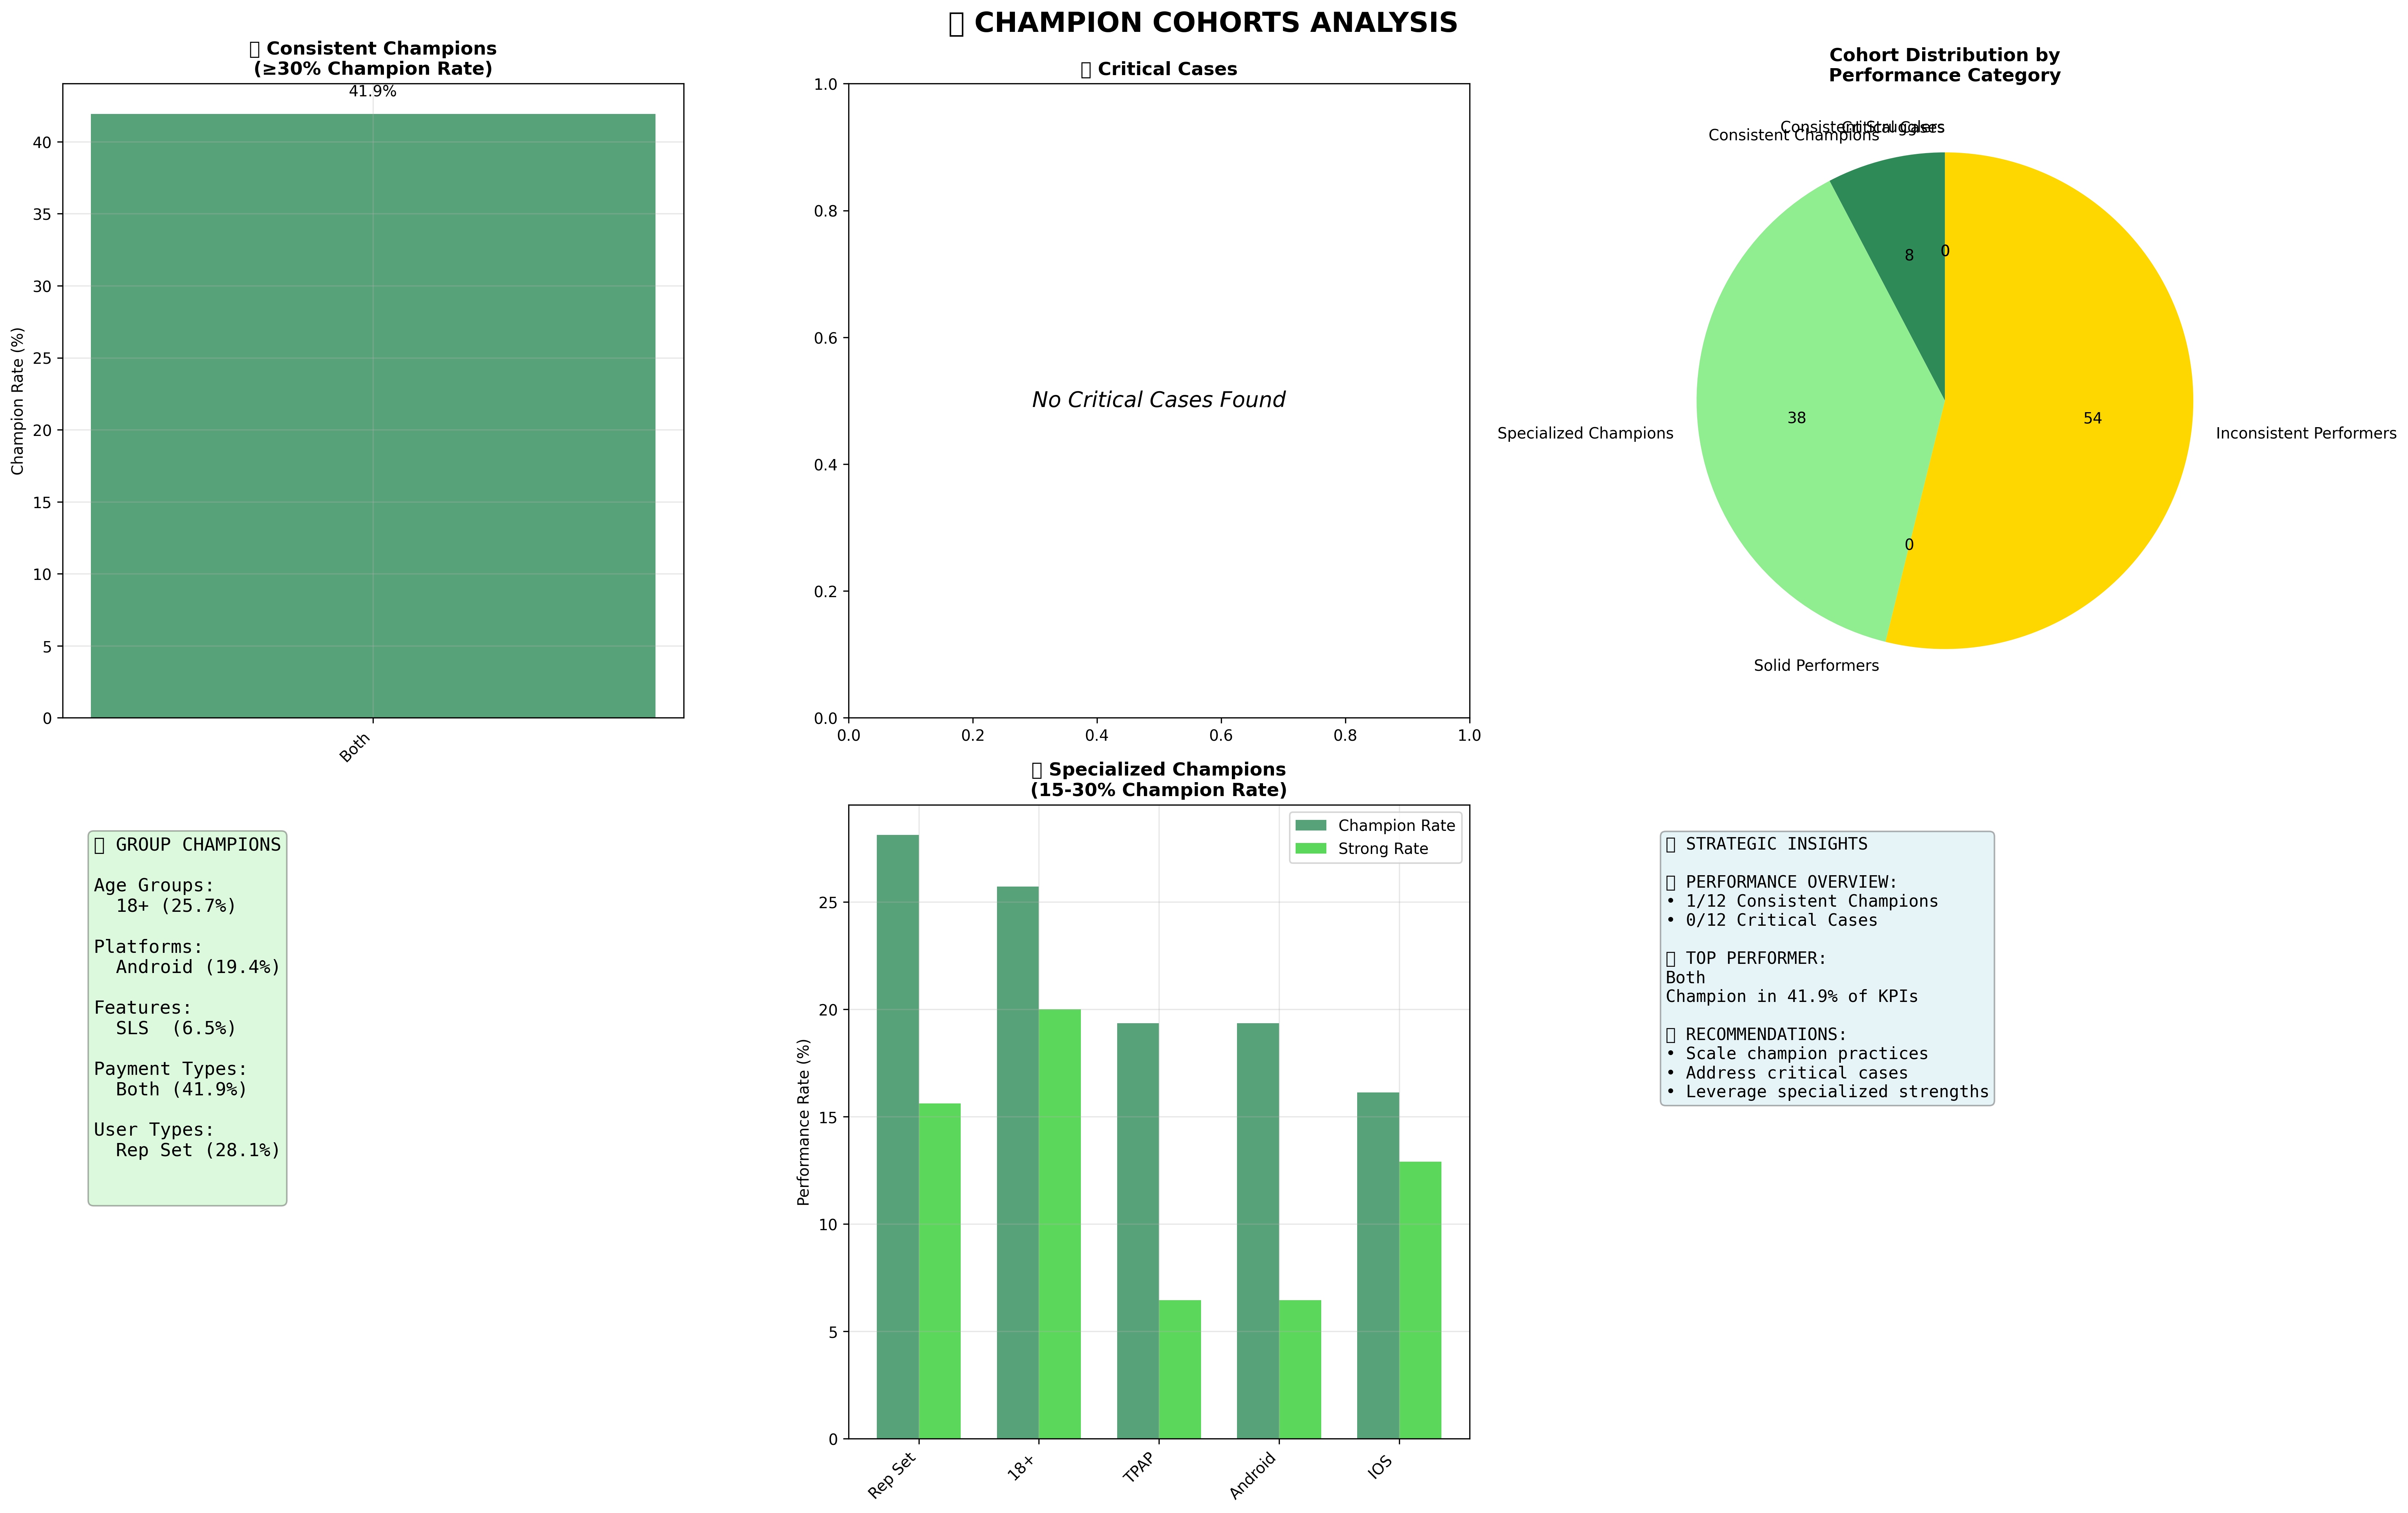 ▯ CHAMPION COHORTS ANALYSIS
▯ Consistent Champions
(≥30% Champion Rate)
41.9%
40
35
30
25
20
15
10
5
0
Champion Rate (%)
Both
▯ Critical Cases
1.0
0.8
0.6
0.4
0.2
0.0
No Critical Cases Found
0.0 0.2 0.4 0.6 0.8 1.0
Cohort Distribution by
Performance Category
Consistent Strugglers
Critical Cases
Consistent Champions
8
0
38
54
Specialized Champions
Inconsistent Performers
0
Solid Performers
▯ GROUP CHAMPIONS
Age Groups:
18+ (25.7%)
Platforms:
Android (19.4%)
Features:
SLS (6.5%)
Payment Types:
Both (41.9%)
User Types:
Rep Set (28.1%)
▯ Specialized Champions
(15-30% Champion Rate)
Champion Rate
Strong Rate
25
20
15
10
5
0
Performance Rate (%)
Rep Set
18+
TPAP
Android
IOS
▯ STRATEGIC INSIGHTS
▯ PERFORMANCE OVERVIEW:
• 1/12 Consistent Champions
• 0/12 Critical Cases
▯ TOP PERFORMER:
Both
Champion in 41.9% of KPIs
▯ RECOMMENDATIONS:
• Scale champion practices
• Address critical cases
• Leverage specialized strengths